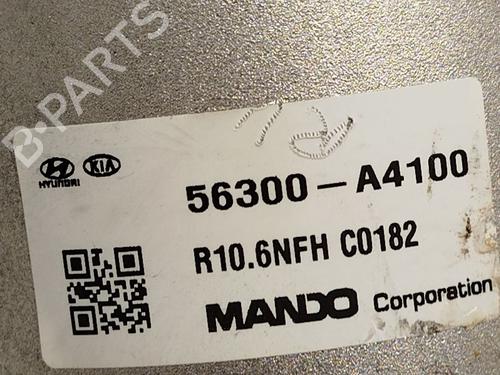 B-PARTS
HYUNDAI KIA
56300-A4100
R10.6NFH C0182
MANDO Corporation